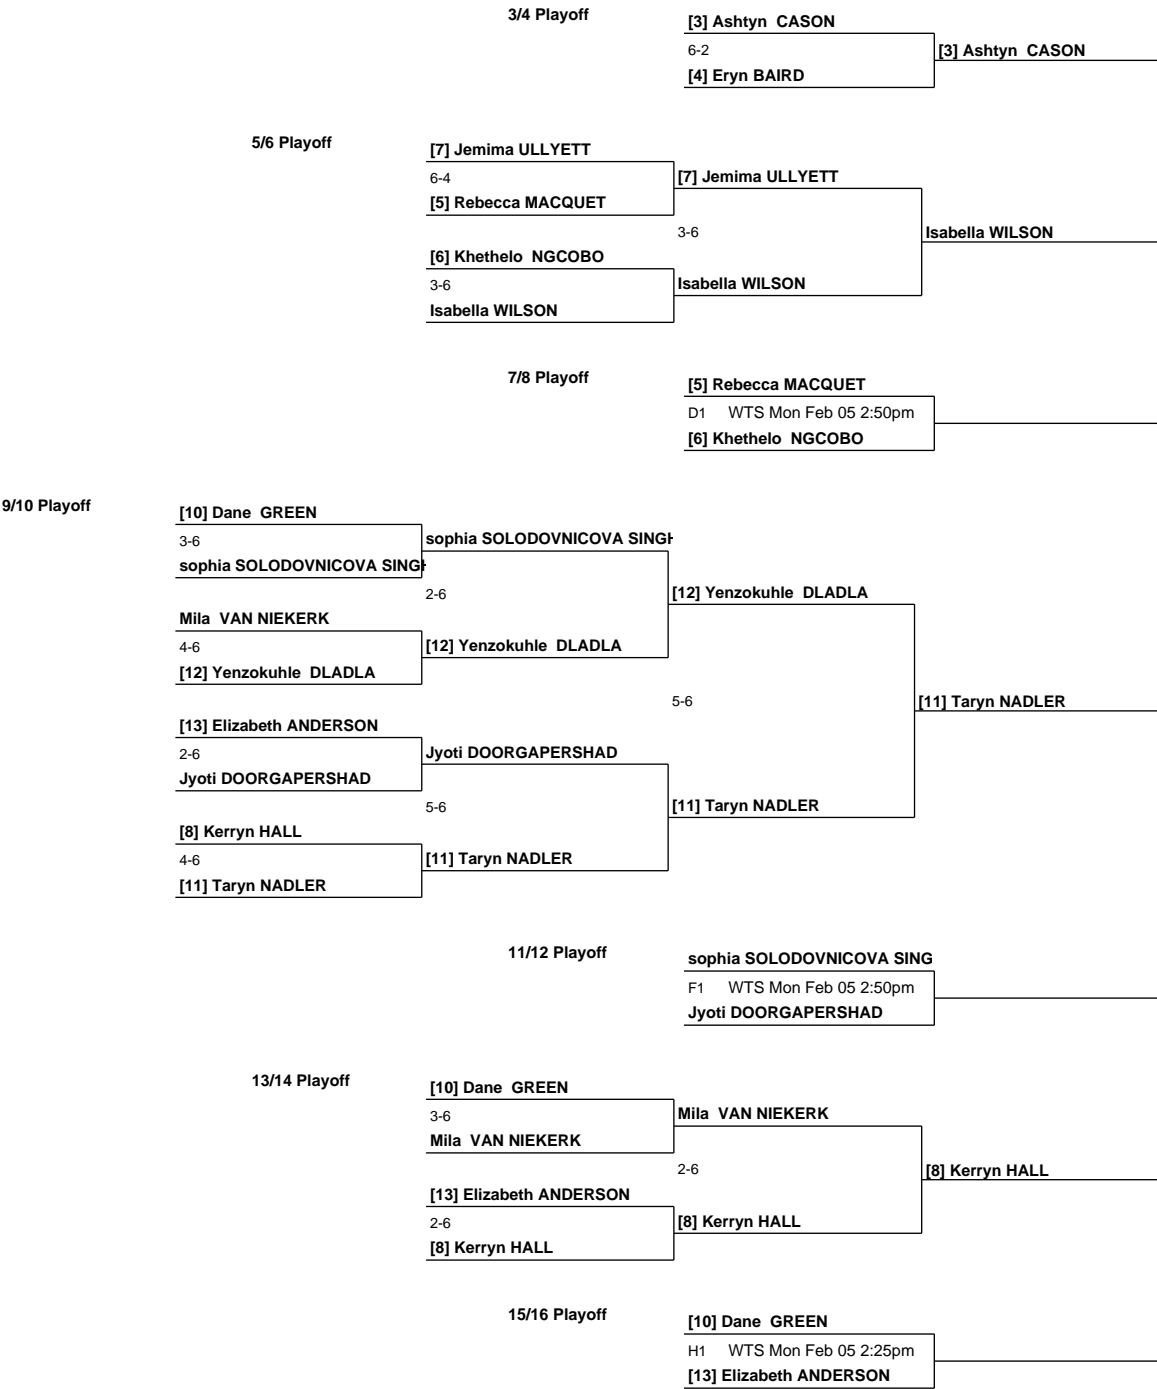 3/4 Playoff
[3] Ashtyn CASON
6-2
[3] Ashtyn CASON
[4] Eryn BAIRD
5/6 Playoff
[7] Jemima ULLYETT
6-4
[7] Jemima ULLYETT
[5] Rebecca MACQUET
3-6
Isabella WILSON
[6] Khethelo NGCOBO
3-6
Isabella WILSON
Isabella WILSON
7/8 Playoff
[5] Rebecca MACQUET
D1 WTS Mon Feb 05 2:50pm
[6] Khethelo NGCOBO
9/10 Playoff
[10] Dane GREEN
3-6
sophia SOLODOVNICOVA SINGH
sophia SOLODOVNICOVA SINGH
2-6
[12] Yenzokuhle DLADLA
Mila VAN NIEKERK
4-6
[12] Yenzokuhle DLADLA
[12] Yenzokuhle DLADLA
5-6
[11] Taryn NADLER
[13] Elizabeth ANDERSON
2-6
Jyoti DOORGAPERSHAD
Jyoti DOORGAPERSHAD
5-6
[11] Taryn NADLER
[8] Kerryn HALL
4-6
[11] Taryn NADLER
[11] Taryn NADLER
11/12 Playoff
sophia SOLODOVNICOVA SING
F1 WTS Mon Feb 05 2:50pm
Jyoti DOORGAPERSHAD
13/14 Playoff
[10] Dane GREEN
3-6
Mila VAN NIEKERK
Mila VAN NIEKERK
2-6
[8] Kerryn HALL
[13] Elizabeth ANDERSON
2-6
[8] Kerryn HALL
[8] Kerryn HALL
15/16 Playoff
[10] Dane GREEN
H1 WTS Mon Feb 05 2:25pm
[13] Elizabeth ANDERSON